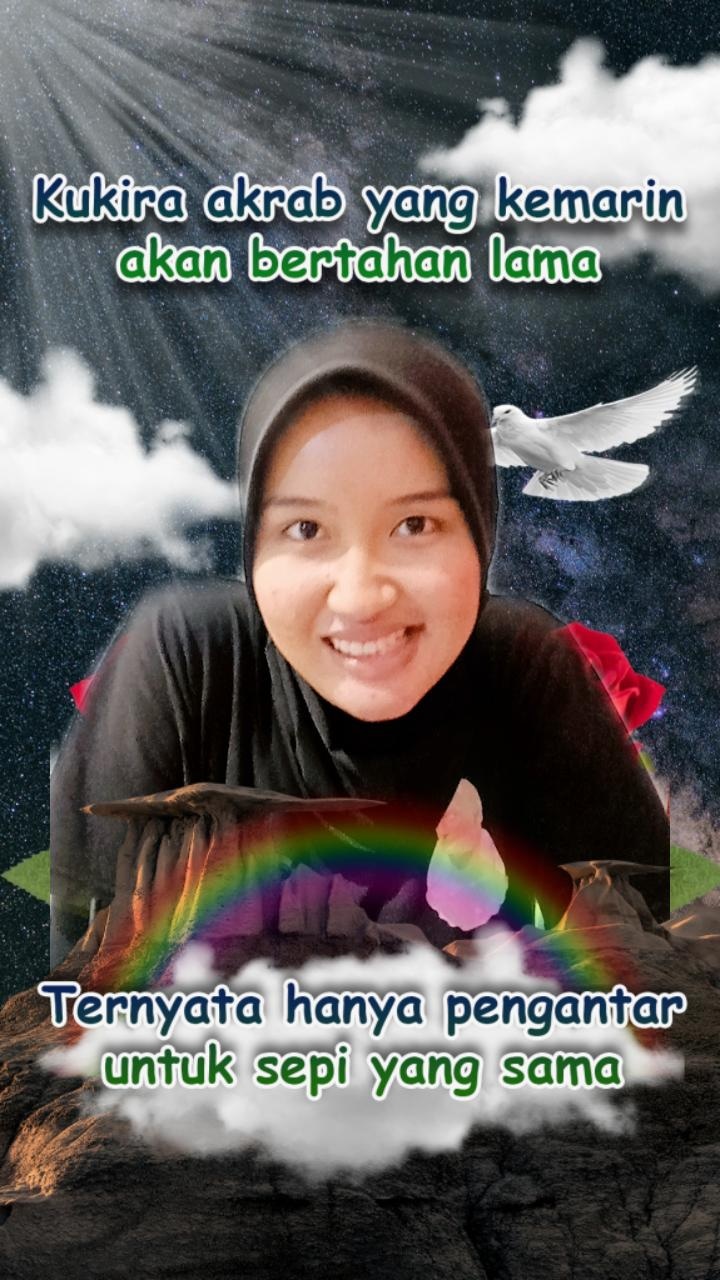 Kukira akrab yang kemarin
akan bertahan lama
Ternyata hanya pengantar
untuk sepi yang sama